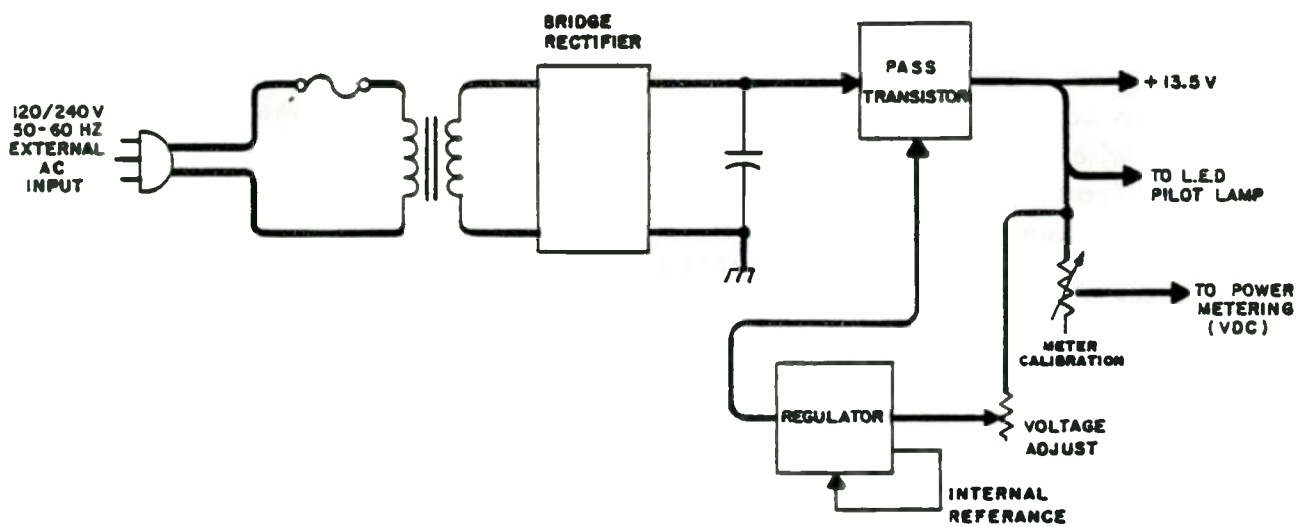 BRIDGE
RECTIFIER
PASS
TRANSISTOR
+13.5 V
120/240 V
50-60 HZ
EXTERNAL
AC
INPUT
TO L.E.D
PILOT LAMP
TO POWER
METERING
(VDC)
METER
CALIBRATION
REGULATOR
VOLTAGE
ADJUST
INTERNAL
REFERANCE